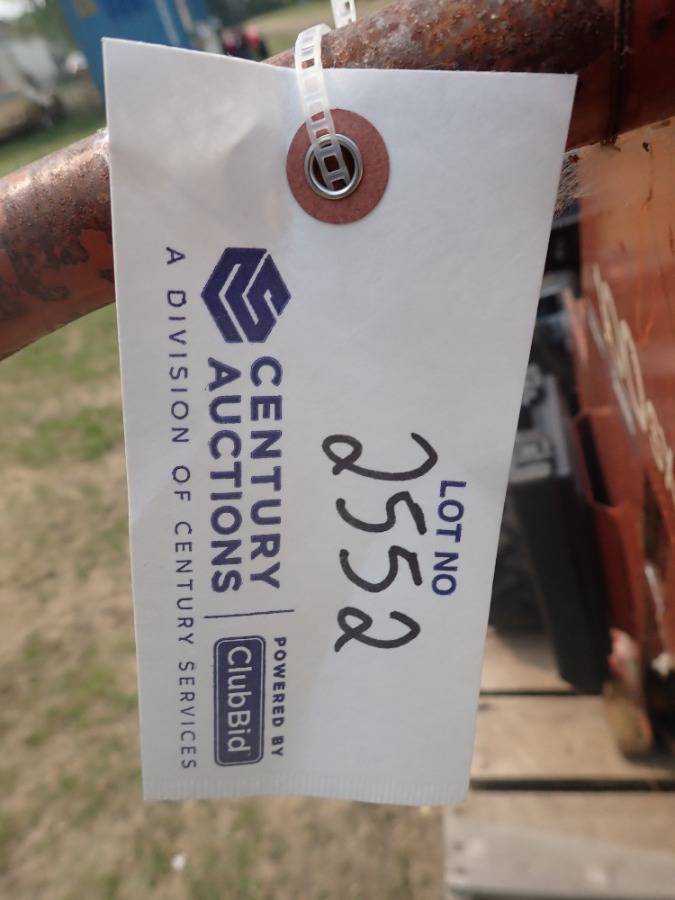 LOT NO
2552
CENTURY
AUCTIONS
A DIVISION OF CENTURY SERVICES
POWERED BY
ClubBid